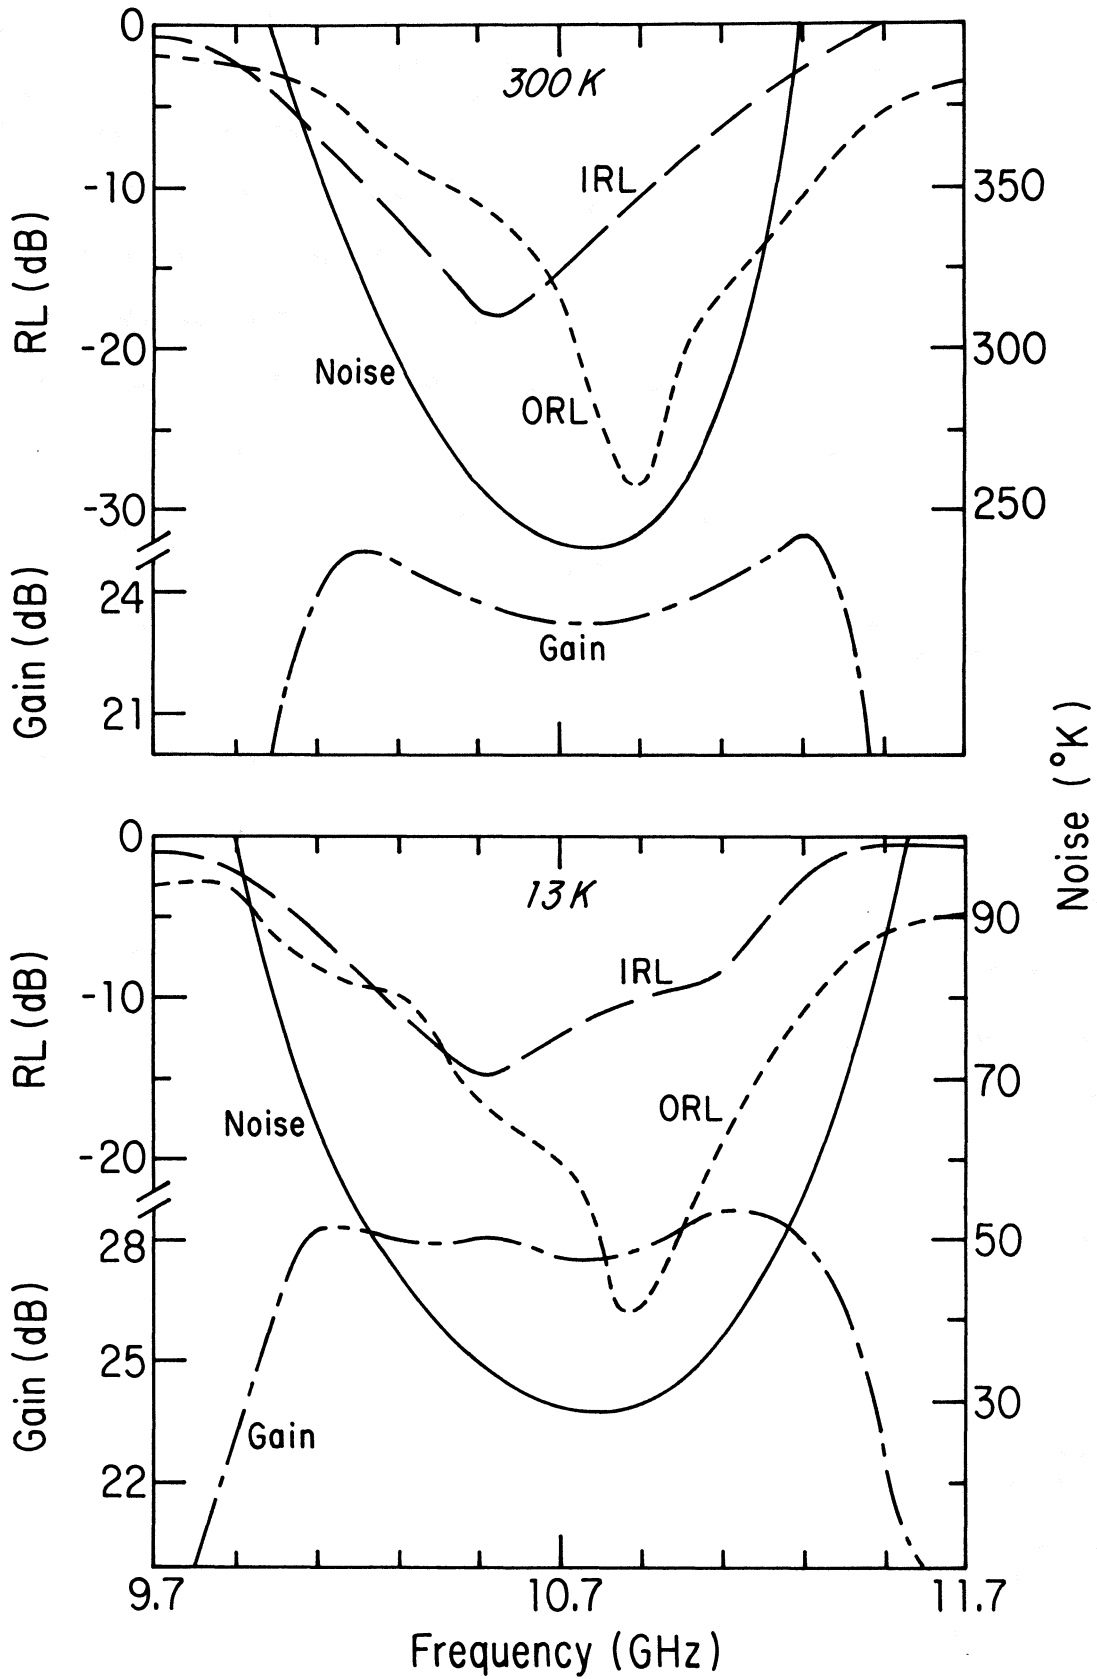 0
300K
IRL
-10
350
RL (dB)
-20
300
Noise
ORL
-30
250
24
Gain (dB)
Gain
21
Noise (°K)
0
13K
90
IRL
-10
RL (dB)
70
ORL
Noise
-20
28
50
Gain (dB)
25
30
Gain
22
9.7
10.7
11.7
Frequency (GHz)